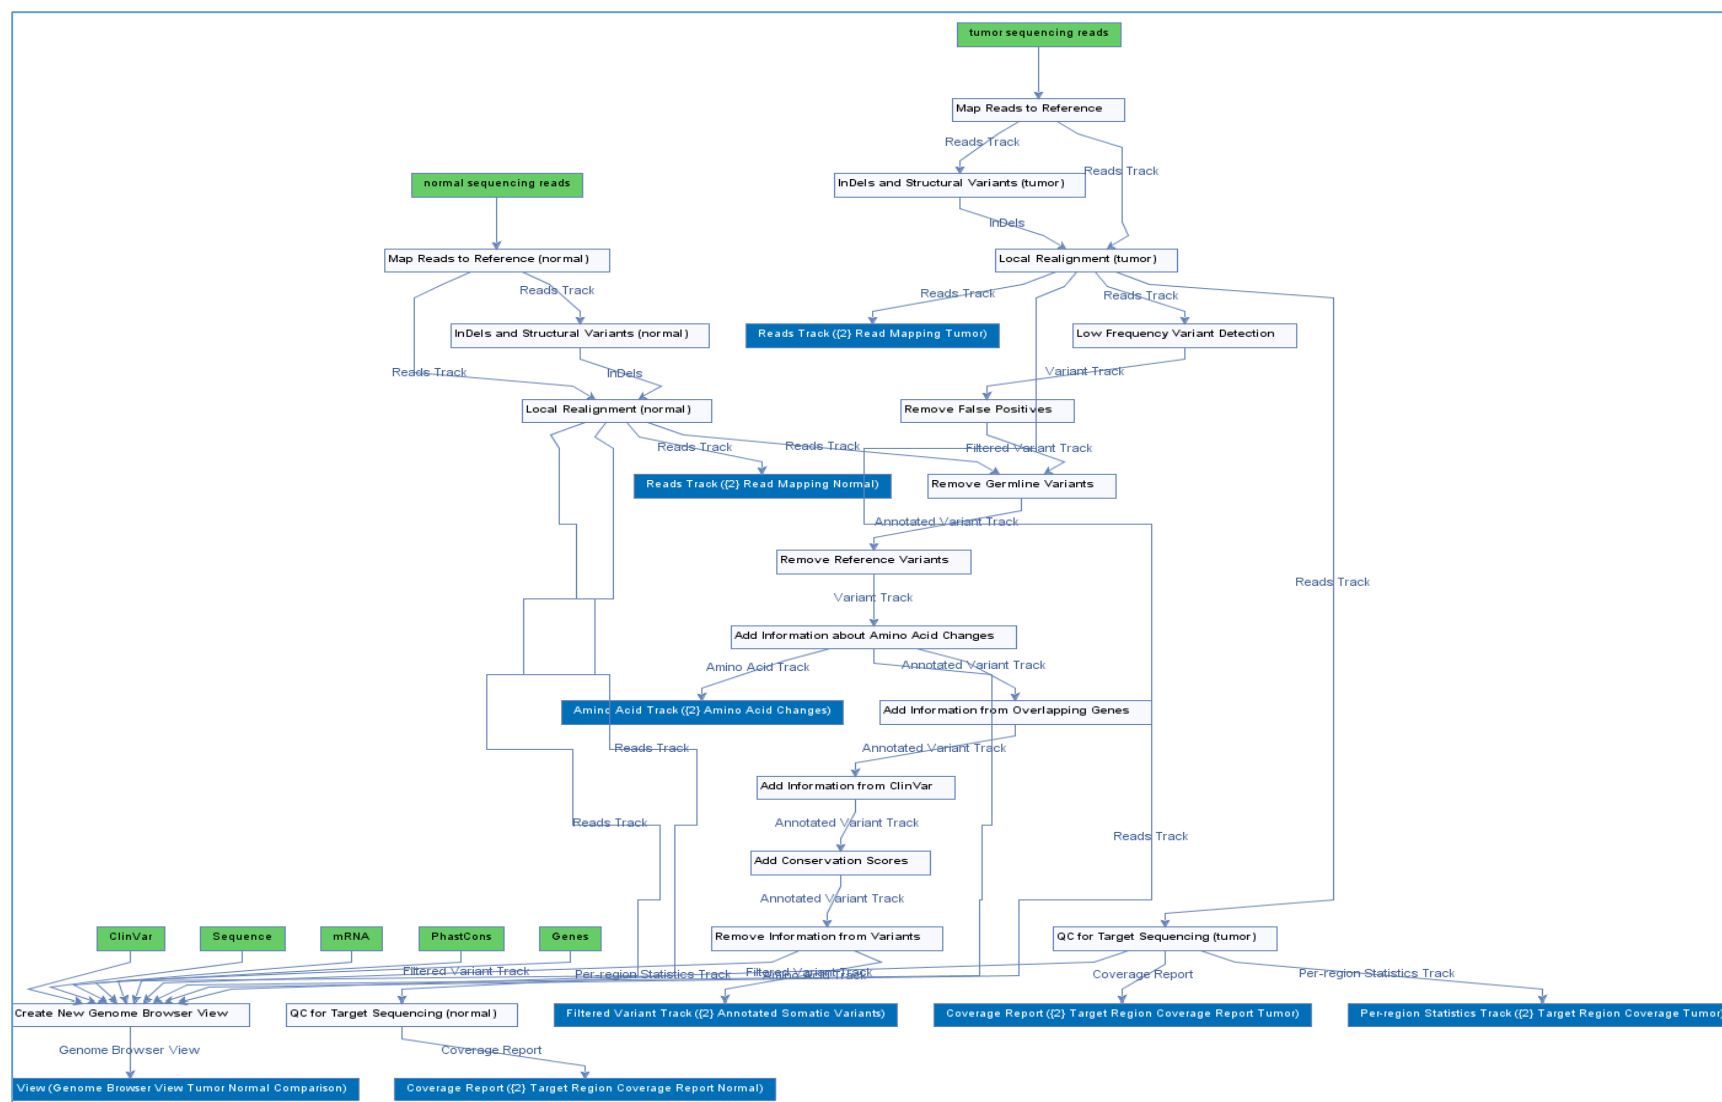 tumor sequencing reads
Map Reads to Reference
Reads Track
Reads Track
normal sequencing reads
InDels and Structural Variants (tumor)
InDels
Map Reads to Reference (normal)
Local Realignment (tumor)
Reads Track
Reads Track
Reads Track
InDels and Structural Variants (normal)
Reads Track ({2} Read Mapping Tumor)
Low Frequency Variant Detection
Reads Track
InDels
Variant Track
Local Realignment (normal)
Remove False Positives
Reads Track
Reads Track
Filtered Variant Track
Reads Track ({2} Read Mapping Normal)
Remove Germline Variants
Annotated Variant Track
Remove Reference Variants
Reads Track
Variant Track
Add Information about Amino Acid Changes
Amino Acid Track
Annotated Variant Track
Amino Acid Track ({2} Amino Acid Changes)
Add Information from Overlapping Genes
Reads Track
Annotated Variant Track
Add Information from ClinVar
Reads Track
Annotated Variant Track
Reads Track
Add Conservation Scores
Annotated Variant Track
ClinVar
Sequence
mRNA
PhastCons
Genes
Remove Information from Variants
QC for Target Sequencing (tumor)
Filtered Variant Track
Per-region Statistics Track
Filtered Variant Track
Amino Acid Track
Coverage Report
Per-region Statistics Track
Create New Genome Browser View
QC for Target Sequencing (normal)
Filtered Variant Track ({2} Annotated Somatic Variants)
Coverage Report ({2} Target Region Coverage Report Tumor)
Per-region Statistics Track ({2} Target Region Coverage Tumor)
Genome Browser View
Coverage Report
View (Genome Browser View Tumor Normal Comparison)
Coverage Report ({2} Target Region Coverage Report Normal)